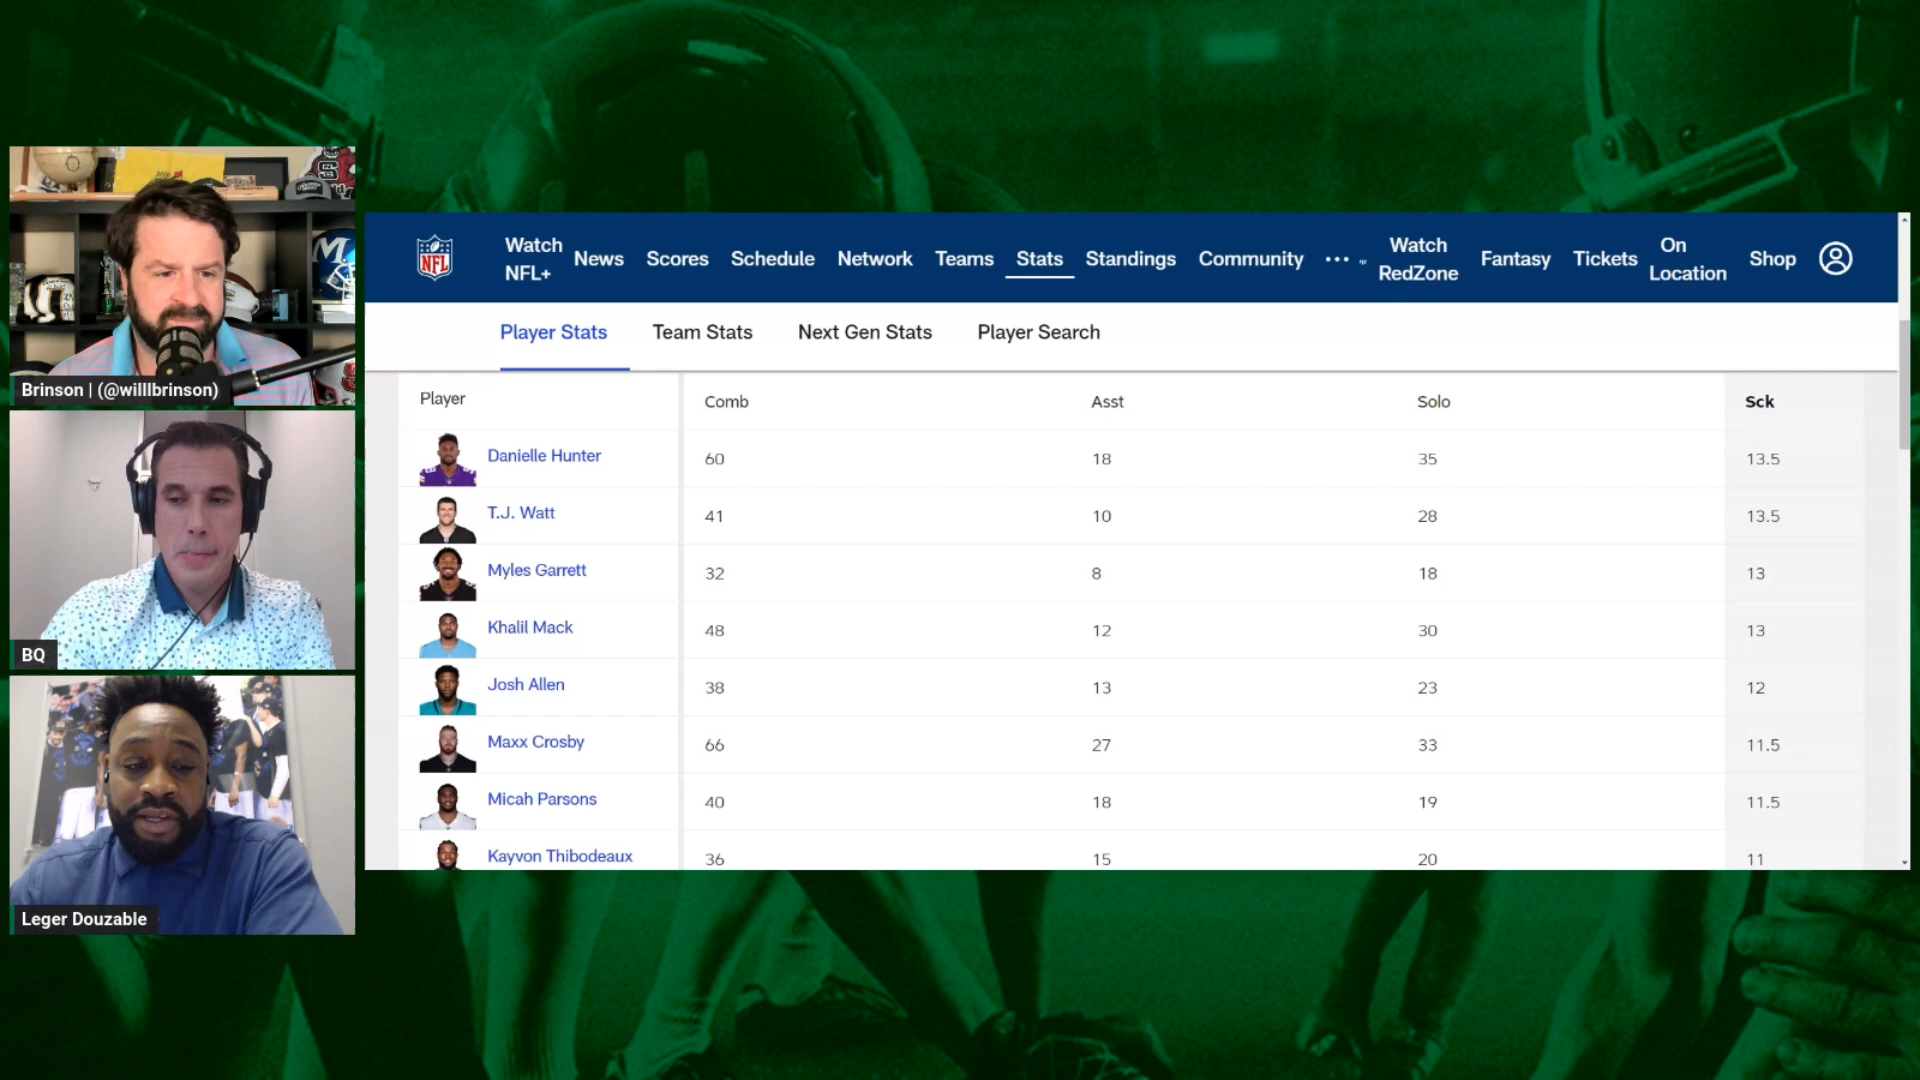 Brinson | (@willlbrinson)
BQ
Leger Douzable
NFL
Watch NFL+
News
Scores
Schedule
Network
Teams
Stats
Standings
Community
Watch RedZone
Fantasy
Tickets
On Location
Shop
Player Stats
Team Stats
Next Gen Stats
Player Search
Player Comb Asst Solo Sck
Danielle Hunter 60 18 35 13.5
T.J. Watt 41 10 28 13.5
Myles Garrett 32 8 18 13
Khalil Mack 48 12 30 13
Josh Allen 38 13 23 12
Maxx Crosby 66 27 33 11.5
Micah Parsons 40 18 19 11.5
Kayvon Thibodeaux 36 15 20 11